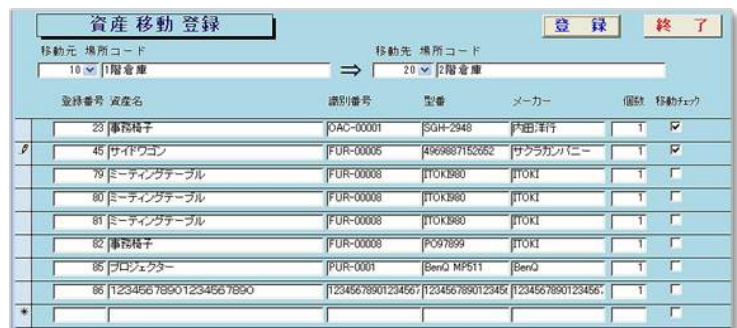 資産 移動 登録
登 録
終 了
移動元 場所コード
移動先 場所コード
10 1階倉庫 ⇒ 20 2階倉庫
登録番号 資産名 識別番号 型番 メーカー 個数 移動チェック
23 事務椅子 OAC-00001 SGH-2948 内田洋行 1
45 サイドワゴン FUR-00005 4969887152652 サクラカンパニー 1
79 ミーティングテーブル FUR-00008 ITOKI980 ITOKI 1
80 ミーティングテーブル FUR-00008 ITOKI980 ITOKI 1
81 ミーティングテーブル FUR-00008 ITOKI980 ITOKI 1
82 事務椅子 FUR-00008 PO97899 ITOKI 1
85 プロジェクター PUR-0001 BenQ MP511 BenQ 1
86 12345678901234567890 1234567890123456 123456789012345 1234567890123456 1